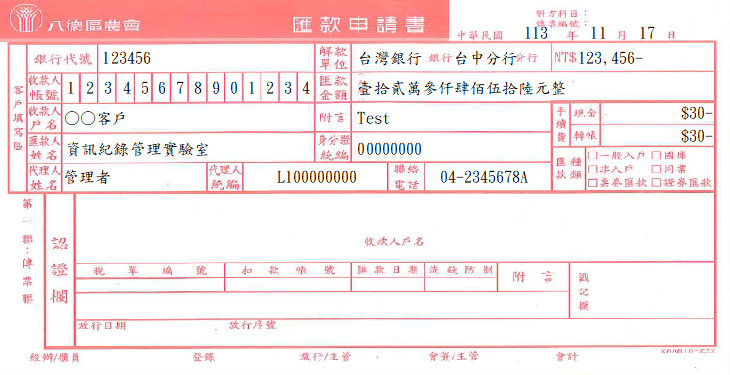 八德區農會
匯款申請書
對方科目：
傳票編號：
中華民國 113 年 11 月 17 日
客戶填寫區
銀行代號 123456
解款單位 台灣銀行 銀行 台中分行 分行 NT$123,456-
收款人帳號 1 2 3 4 5 6 7 8 9 0 1 2 3 4
匯款金額 壹拾貳萬參仟肆佰伍拾陸元整
收款人戶名 〇〇客戶
附言 Test
手續費 現金 $30-
轉帳 $30-
匯款人姓名 資訊紀錄管理實驗室
身分證統編 00000000
匯款種類 □一般入戶 □國庫
□非入戶 □同業
□票券匯款 □證券匯款
代理人姓名 管理者
代理人統編 L100000000
聯絡電話 04-2345678A
第一聯：傳票聯
認證欄
收款人戶名
稅單編號 扣款帳號 匯款日期 洗錢防制 附言
戳記欄
放行日期 放行序號
經辦/櫃員 登錄 放行/主管 會簽/主管 會計